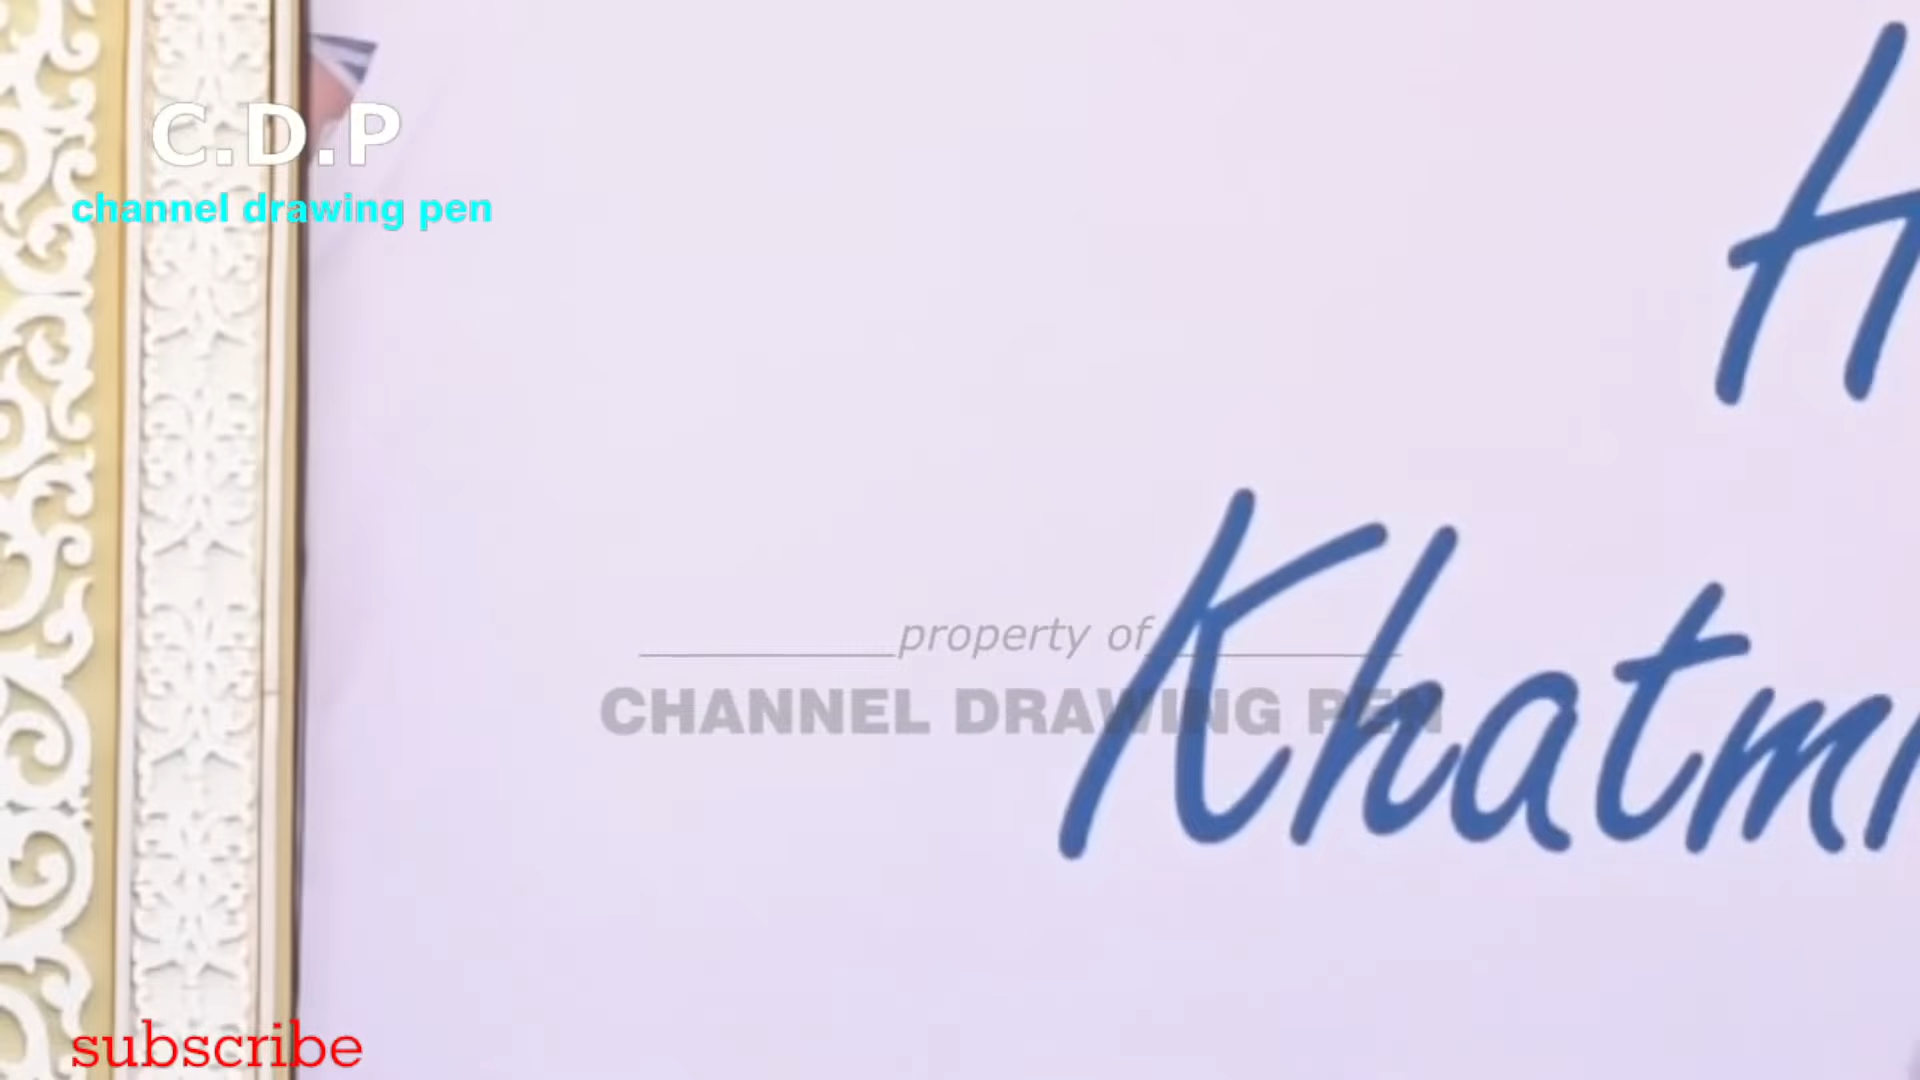 C.D.P
channel drawing pen
H
property of
Khatm
CHANNEL DRAWING PEN
subscribe